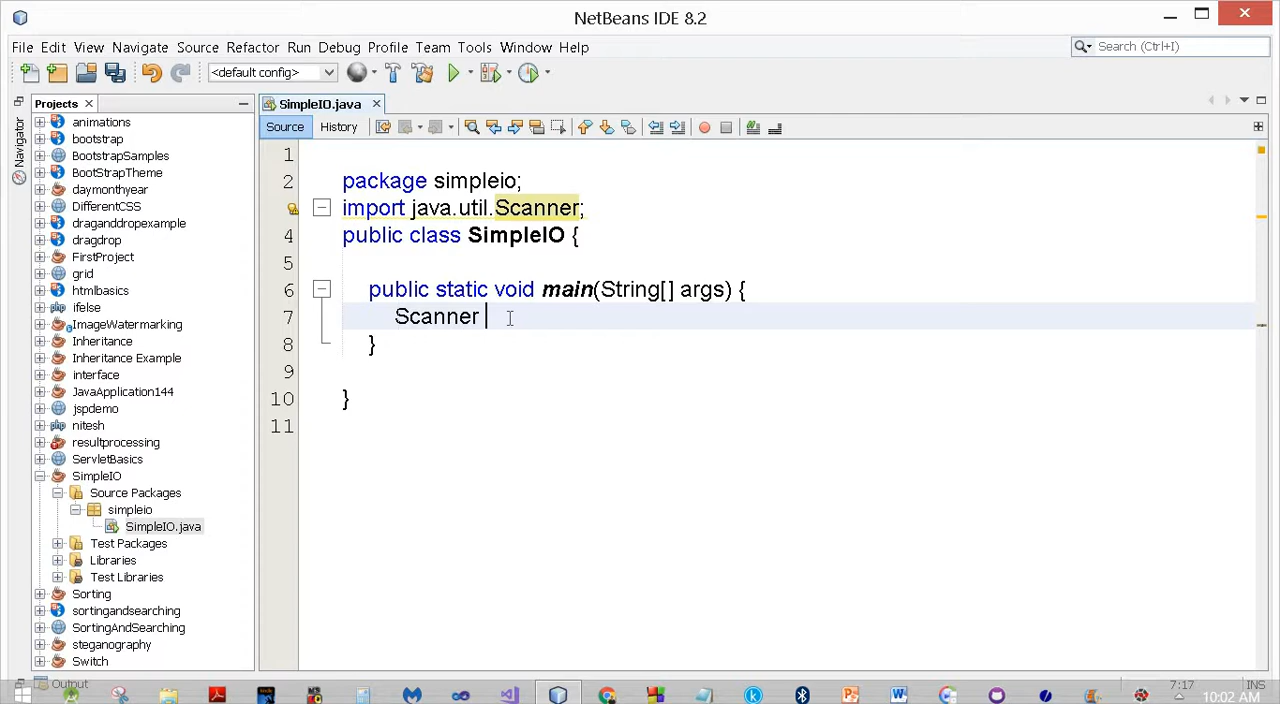 NetBeans IDE 8.2
File Edit View Navigate Source Refactor Run Debug Profile Team Tools Window Help
Search (Ctrl+I)
<default config>
Projects
SimpleIO.java
Navigator
Source History
animations
bootstrap
BootstrapSamples
BootStrapTheme
daymonthyear
DifferentCSS
draganddropexample
dragdrop
FirstProject
grid
htmlbasics
ifelse
ImageWatermarking
Inheritance
Inheritance Example
interface
JavaApplication144
jspdemo
nitesh
resultprocessing
ServletBasics
SimpleIO
Source Packages
simpleio
SimpleIO.java
Test Packages
Libraries
Test Libraries
Sorting
sortingandsearching
SortingAndSearching
steganography
Switch
1
2 package simpleio;
import java.util.Scanner;
4 public class SimpleIO {
5
6 public static void main(String[] args) {
7 Scanner
8 }
9
10 }
11
Output
7:17 INS
10:02 AM